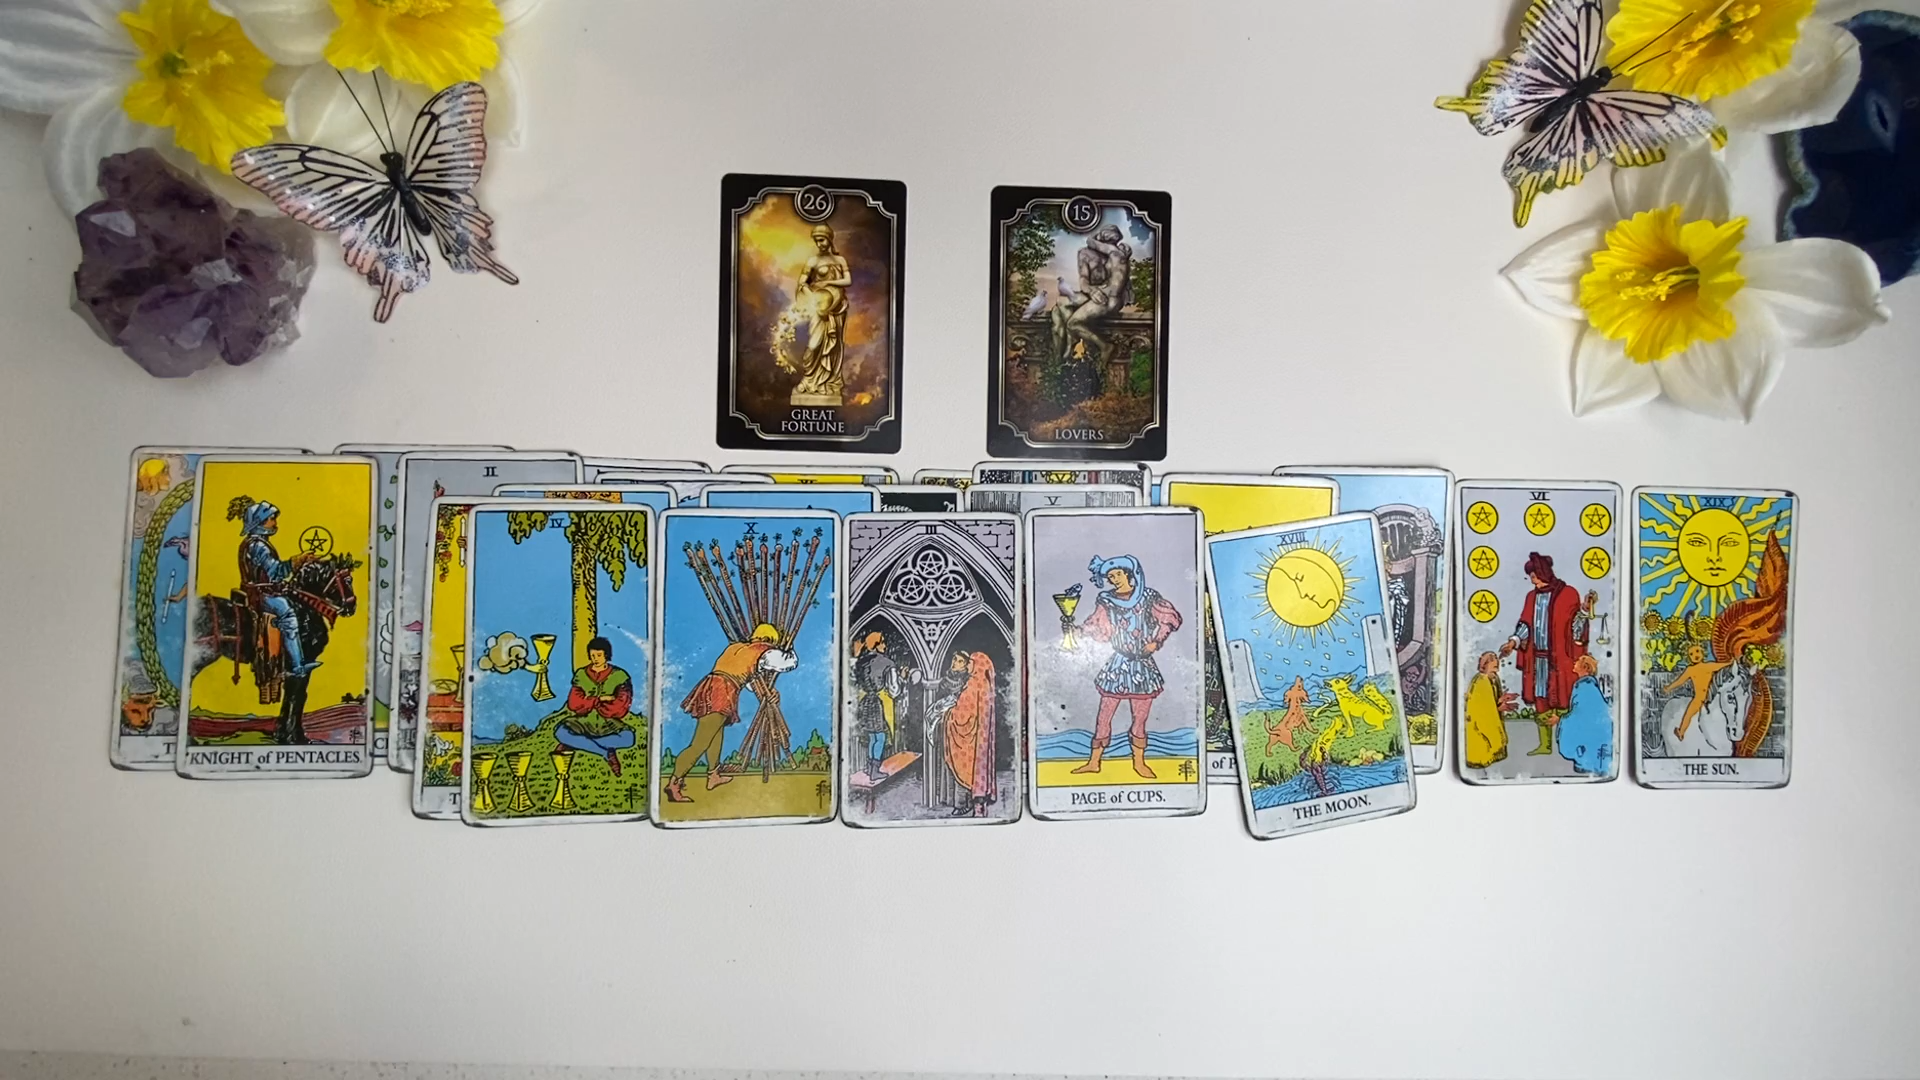 26
GREAT
FORTUNE
15
LOVERS
II
VI
XIX
IV
X
III
V
XVIII
KNIGHT of PENTACLES.
of P
PAGE of CUPS.
THE MOON.
THE SUN.